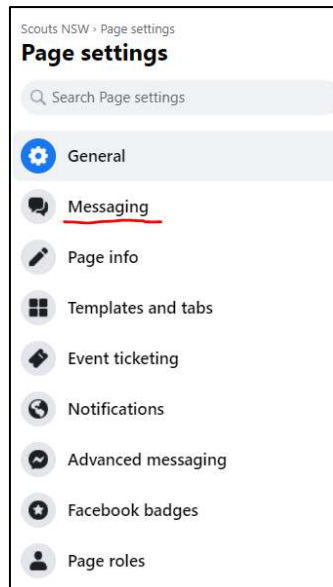 Scouts NSW › Page settings
Page settings
Search Page settings
General
Messaging
Page info
Templates and tabs
Event ticketing
Notifications
Advanced messaging
Facebook badges
Page roles